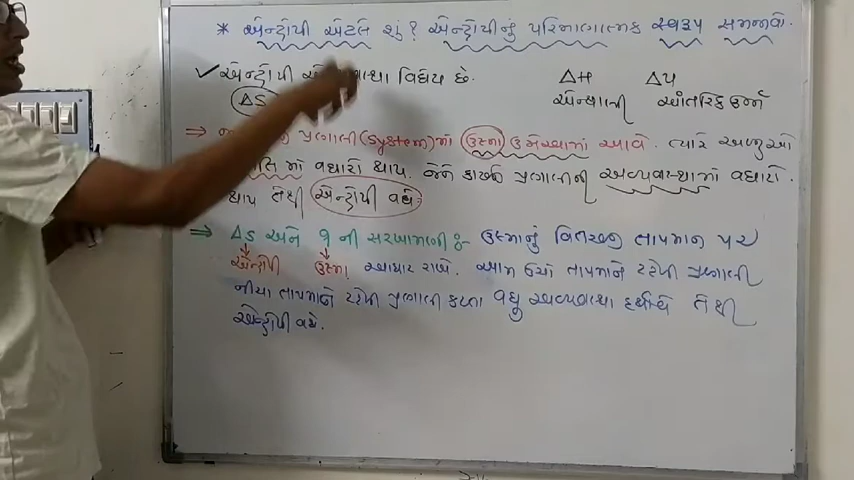 * એન્ટ્રોપી એટલે શું? એન્ટ્રોપીનું પરિમાણાત્મક સ્વરૂપ સમજાવો.
✓ એન્ટ્રોપી વિધેય છે. ΔH ΔU
ΔS એન્થાલ્પી આંતરિક ઉર્જા
⇒ પ્રણાલી (system)માં ઉષ્મા ઉમેરવામાં આવે. ત્યારે અણુઓ
માં વધારો થાય. જેને કારણે પ્રણાલીની અવ્યવસ્થામાં વધારો.
થાય તેથી એન્ટ્રોપી વધે.
⇒ ΔS અને q ની સરખામણી :- ઉષ્માનું વિતરણ તાપમાન પર
એન્ટ્રોપી ઉષ્મા આધાર રાખે. આમ ઉંચા તાપમાને રહેલી પ્રણાલી
નીચા તાપમાને રહેલી પ્રણાલી કરતા વધુ અવ્યવસ્થા દર્શાવે તેથી
એન્ટ્રોપી વધે.